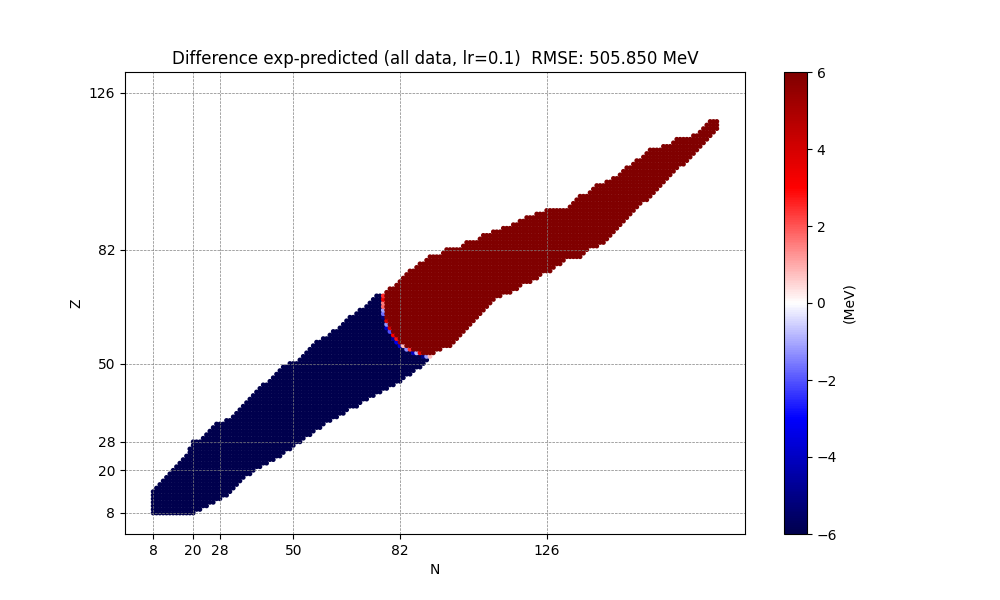 Difference exp-predicted (all data, lr=0.1)  RMSE: 505.850 MeV
126
82
50
28
20
8
Z
8 20 28 50 82 126
N
6
4
2
0
−2
−4
−6
(MeV)